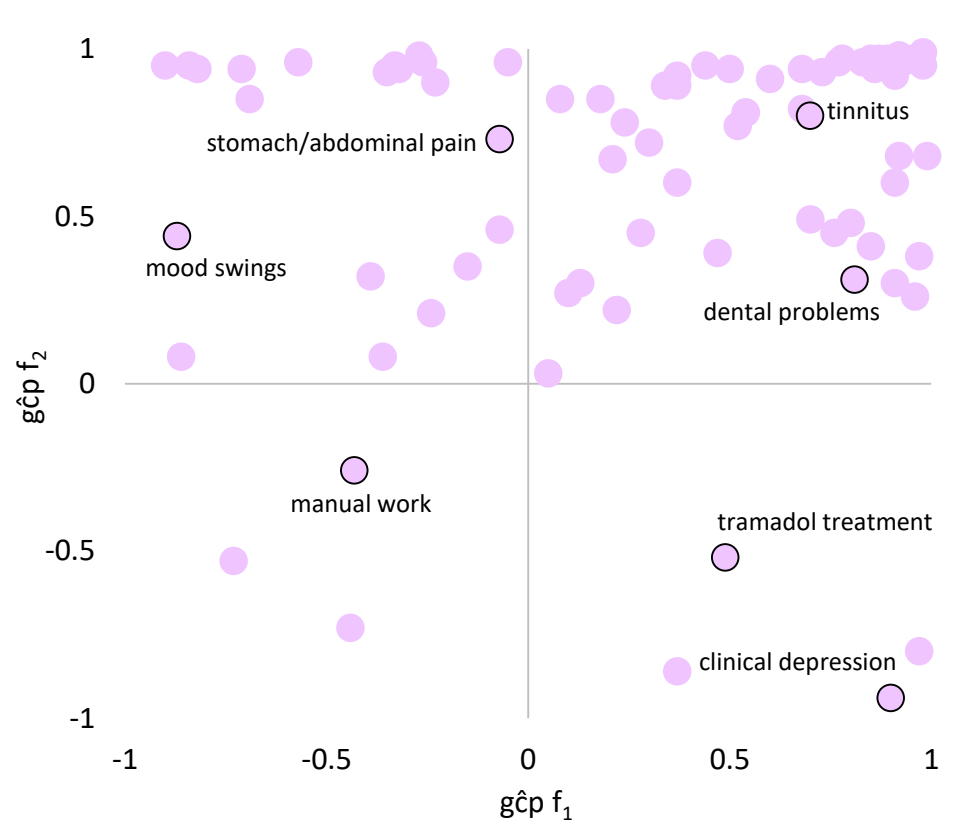 1
tinnitus
stomach/abdominal pain
0.5
mood swings
dental problems
gĉp f₂
0
manual work
tramadol treatment
-0.5
clinical depression
-1
-1 -0.5 0 0.5 1
gĉp f₁